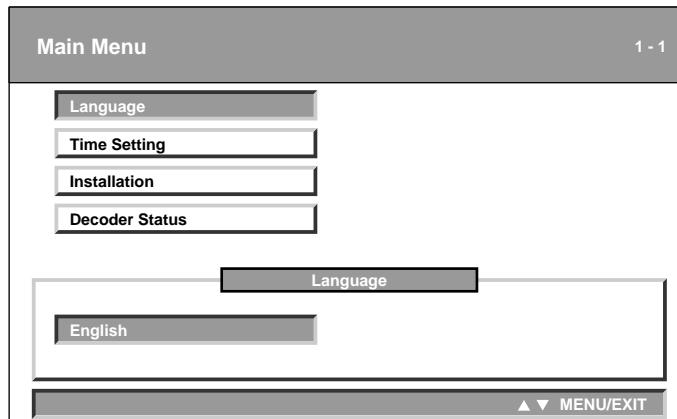 Main Menu 1 - 1
Language
Time Setting
Installation
Decoder Status
Language
English
▲ ▼ MENU/EXIT